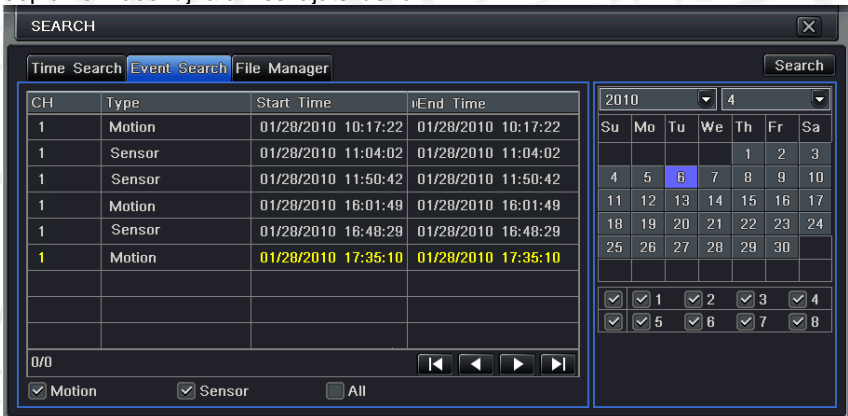 SEARCH
Time Search Event Search File Manager Search
CH Type Start Time End Time
1 Motion 01/28/2010 10:17:22 01/28/2010 10:17:22
1 Sensor 01/28/2010 11:04:02 01/28/2010 11:04:02
1 Sensor 01/28/2010 11:50:42 01/28/2010 11:50:42
1 Motion 01/28/2010 16:01:49 01/28/2010 16:01:49
1 Sensor 01/28/2010 16:48:29 01/28/2010 16:48:29
1 Motion 01/28/2010 17:35:10 01/28/2010 17:35:10
0/0
Motion Sensor All
2010 4
Su Mo Tu We Th Fr Sa
1 2 3
4 5 6 7 8 9 10
11 12 13 14 15 16 17
18 19 20 21 22 23 24
25 26 27 28 29 30
1 2 3 4
5 6 7 8